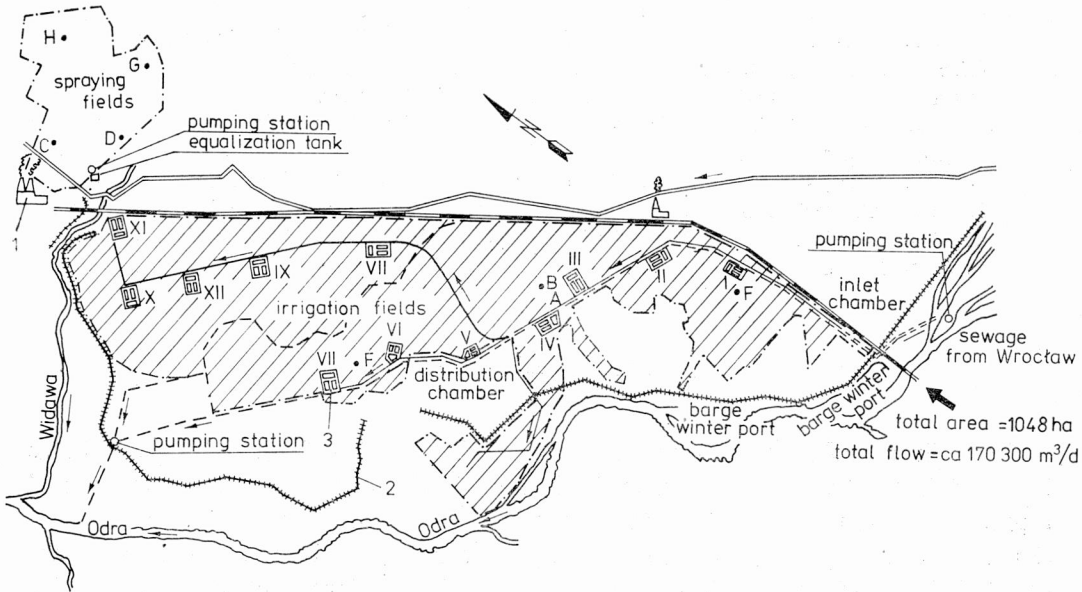 H
G
spraying
fields
C
D
pumping station
equalization tank
N
1
XI
pumping station
III
II
I
inlet
chamber
VII
IX
B
F
XII
X
A
irrigation fields
sewage
from Wrocław
VI
V
IV
VII
F
distribution
chamber
barge
winter port
barge winter
port
Widawa
total area =1048 ha
pumping station
3
total flow=ca 170 300 m³/d
2
Odra
Odra